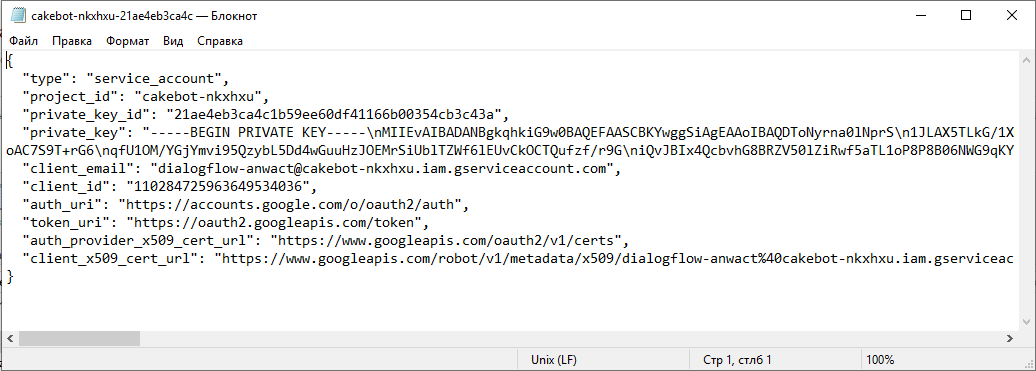 cakebot-nkxhxu-21ae4eb3ca4c — Блокнот
Файл Правка Формат Вид Справка
{
"type": "service_account",
"project_id": "cakebot-nkxhxu",
"private_key_id": "21ae4eb3ca4c1b59ee60df41166b00354cb3c43a",
"private_key": "-----BEGIN PRIVATE KEY-----\nMIIEvAIBADANBgkqhkiG9w0BAQEFAASCBKYwggSiAgEAAoIBAQDToNyrna0lNprS\n1JLAX5TLkG/1X
oAC7S9T+rG6\nqfU1OM/YGjYmvi95QzybL5Dd4wGuuHzJOEMrSiUblTZWf6lEUvCkOCTQufzf/r9G\niQvJBIx4QcbvhG8BRZV50lZiRwf5aTL1oP8P8B06NWG9qKY
"client_email": "dialogflow-anwact@cakebot-nkxhxu.iam.gserviceaccount.com",
"client_id": "110284725963649534036",
"auth_uri": "https://accounts.google.com/o/oauth2/auth",
"token_uri": "https://oauth2.googleapis.com/token",
"auth_provider_x509_cert_url": "https://www.googleapis.com/oauth2/v1/certs",
"client_x509_cert_url": "https://www.googleapis.com/robot/v1/metadata/x509/dialogflow-anwact%40cakebot-nkxhxu.iam.gserviceac
}
Unix (LF) Стр 1, стлб 1 100%